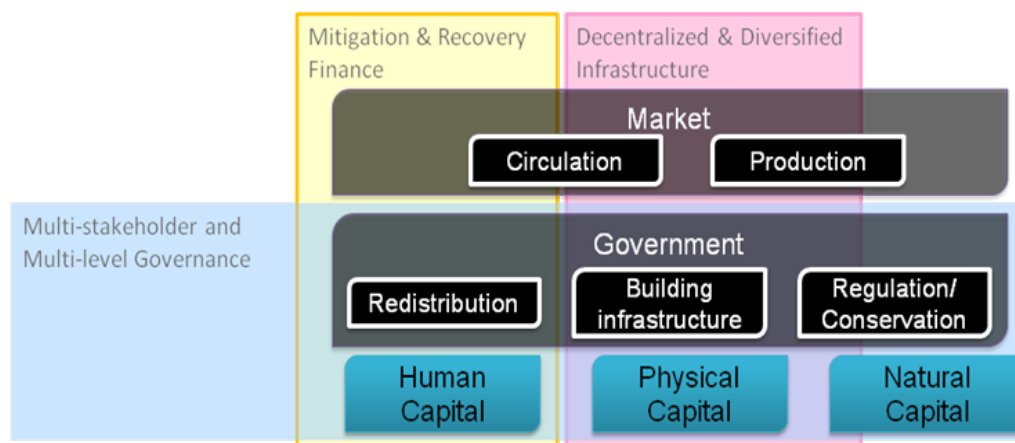 Mitigation & Recovery
Finance
Decentralized & Diversified
Infrastructure
Market
Circulation
Production
Multi-stakeholder and
Multi-level Governance
Government
Redistribution
Building
infrastructure
Regulation/
Conservation
Human
Capital
Physical
Capital
Natural
Capital